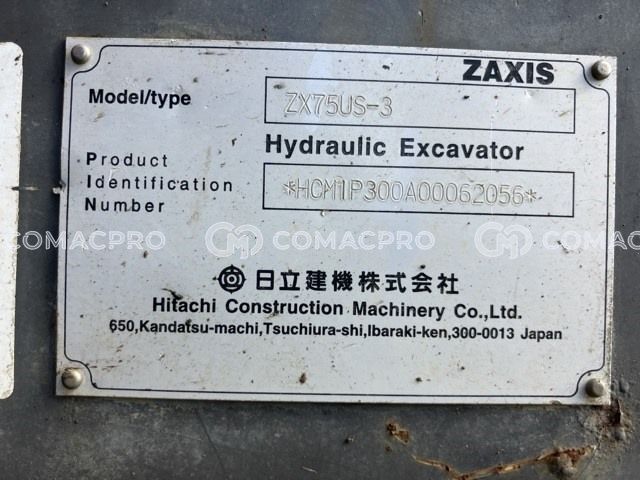 ZAXIS
Model/type ZX75US-3
Hydraulic Excavator
Product
Identification
Number
*HCM1P300A00062056*
COMACPRO COMACPRO COMACPRO
日立建機株式会社
Hitachi Construction Machinery Co.,Ltd.
650,Kandatsu-machi,Tsuchiura-shi,Ibaraki-ken,300-0013 Japan